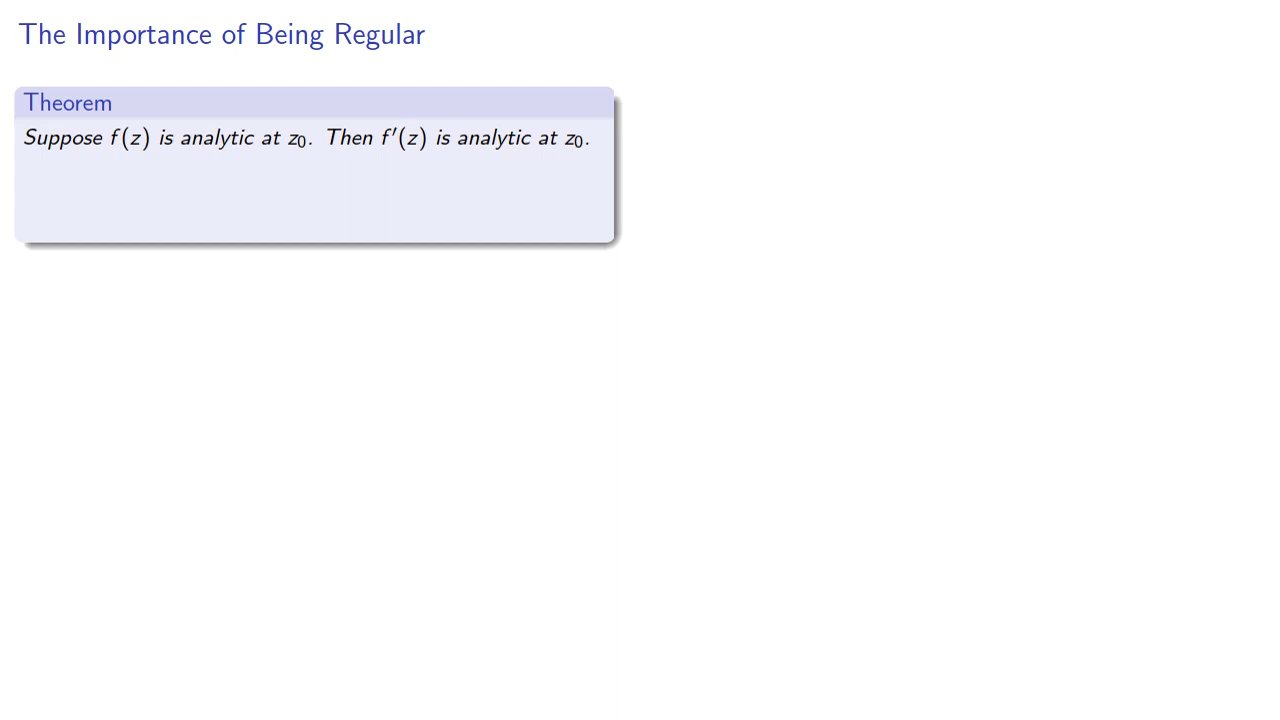 The Importance of Being Regular
Theorem
Suppose f(z) is analytic at z₀. Then f′(z) is analytic at z₀.